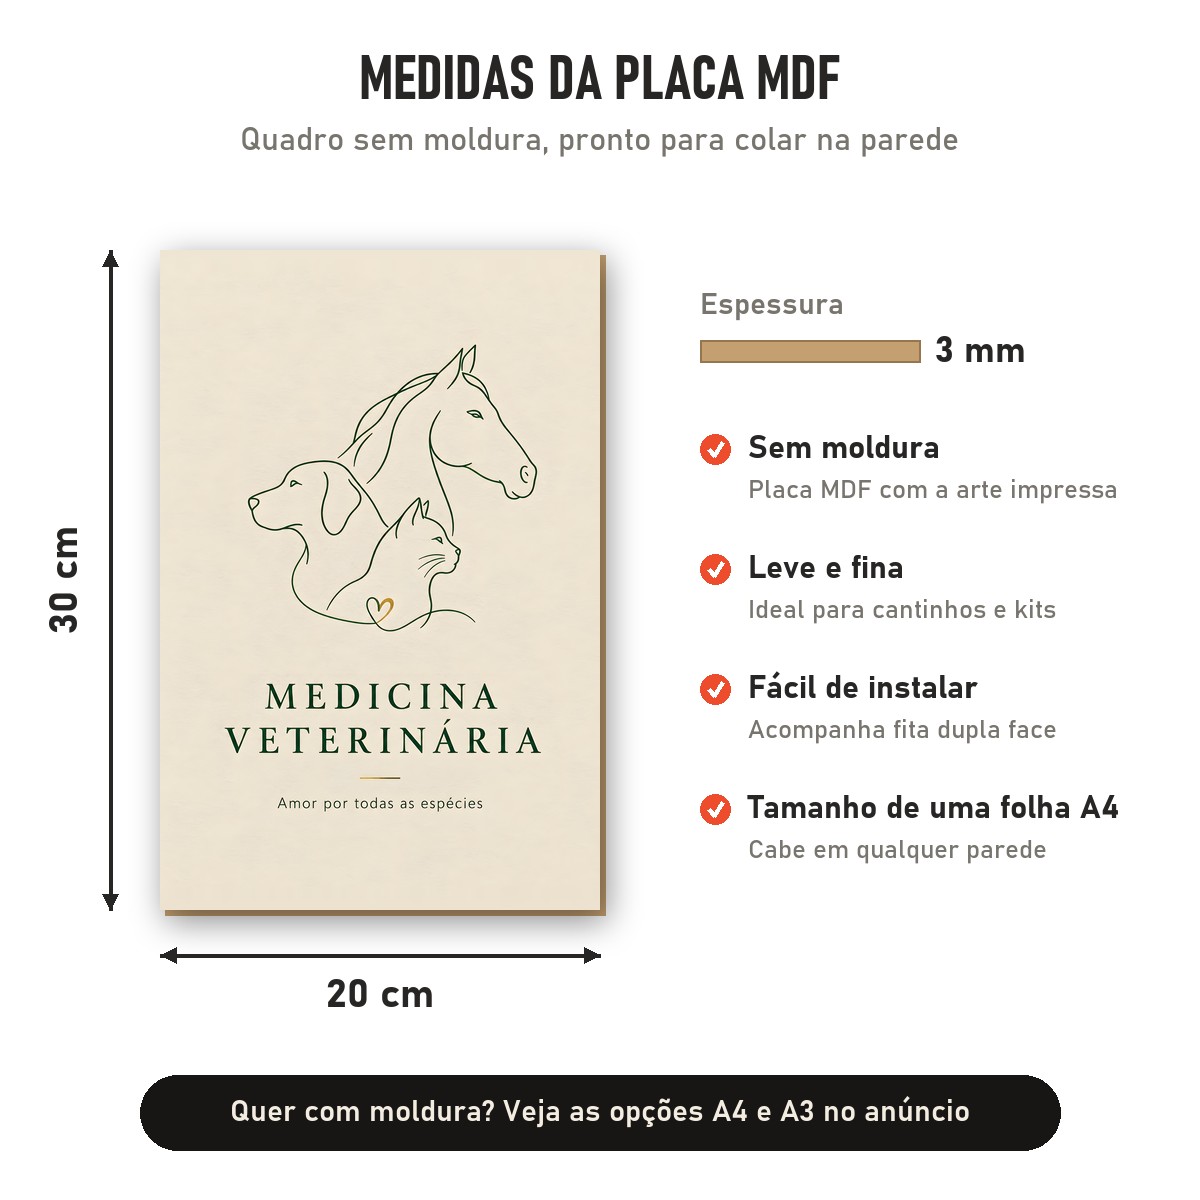 MEDIDAS DA PLACA MDF
Quadro sem moldura, pronto para colar na parede
30 cm
20 cm
MEDICINA
VETERINÁRIA
Amor por todas as espécies
Espessura
3 mm
Sem moldura
Placa MDF com a arte impressa
Leve e fina
Ideal para cantinhos e kits
Fácil de instalar
Acompanha fita dupla face
Tamanho de uma folha A4
Cabe em qualquer parede
Quer com moldura? Veja as opções A4 e A3 no anúncio